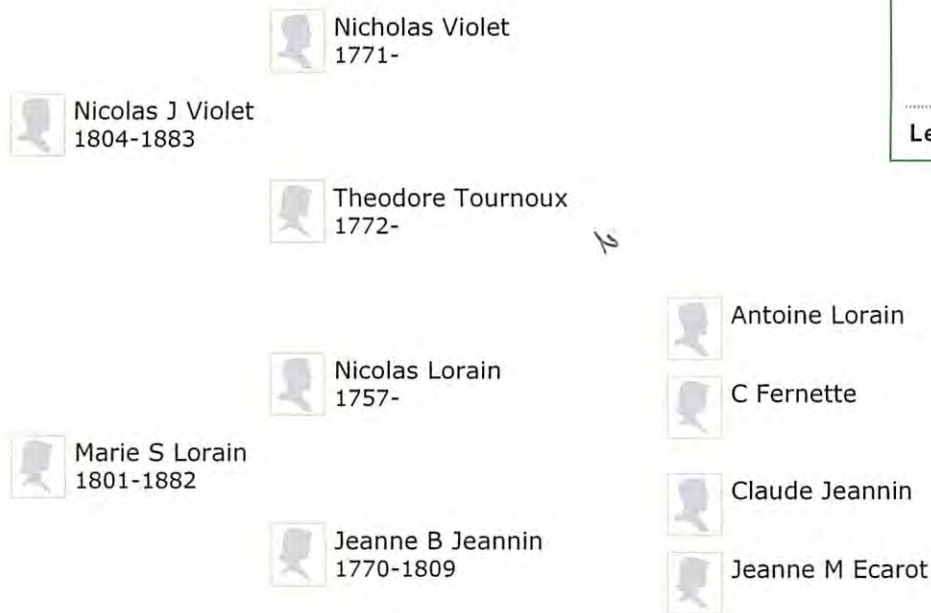 Nicholas Violet
1771-
Nicolas J Violet
1804-1883
Le
Theodore Tournoux
1772-
Antoine Lorain
Nicolas Lorain
1757-
C Fernette
Marie S Lorain
1801-1882
Claude Jeannin
Jeanne B Jeannin
1770-1809
Jeanne M Ecarot